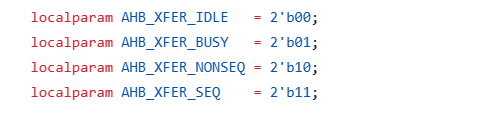 localparam AHB_XFER_IDLE   = 2'b00;
localparam AHB_XFER_BUSY   = 2'b01;
localparam AHB_XFER_NONSEQ = 2'b10;
localparam AHB_XFER_SEQ    = 2'b11;